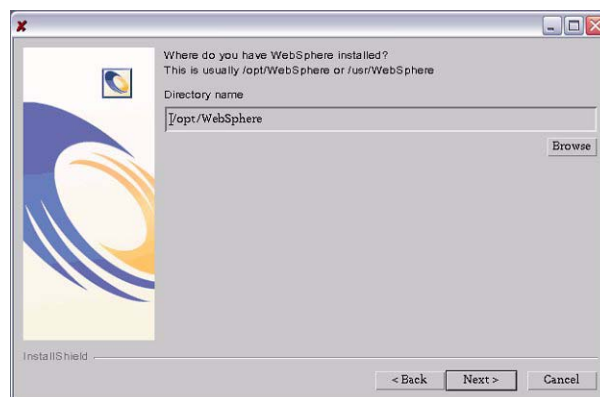 Where do you have WebSphere installed?
This is usually /opt/WebSphere or /usr/WebSphere
Directory name
/opt/WebSphere
Browse
InstallShield
< Back
Next >
Cancel